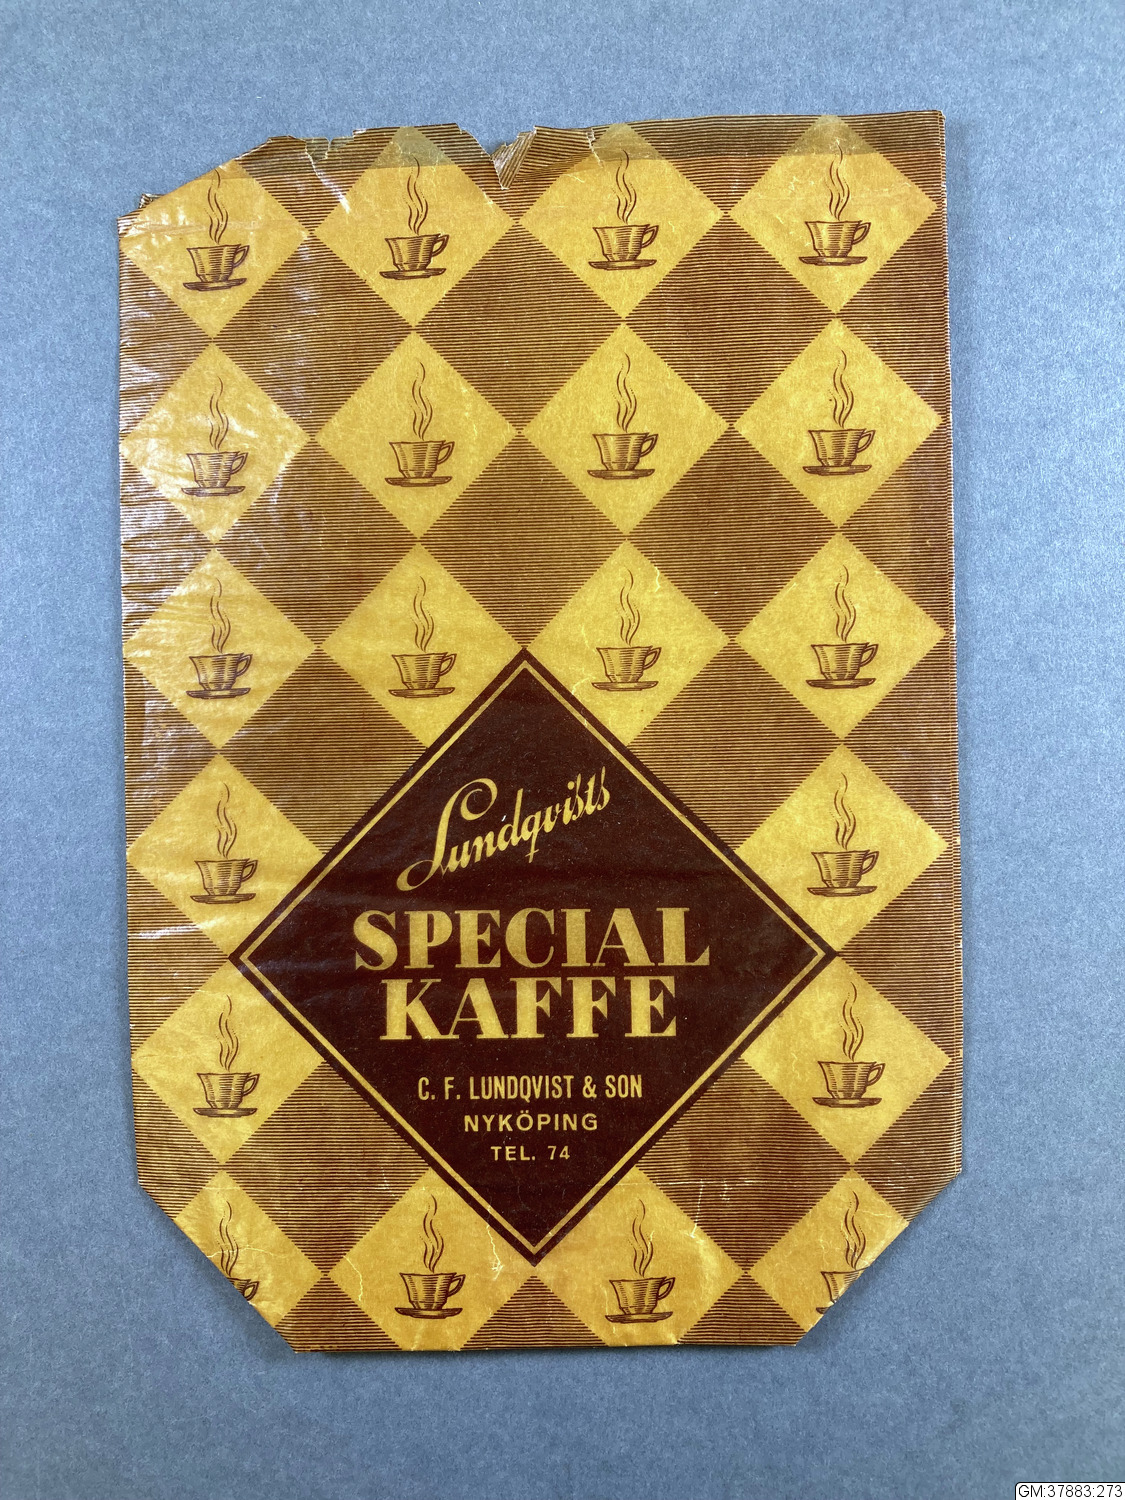 Lundqvists
SPECIAL
KAFFE
C. F. LUNDQVIST & SON
NYKÖPING
TEL. 74
GM:37883:273